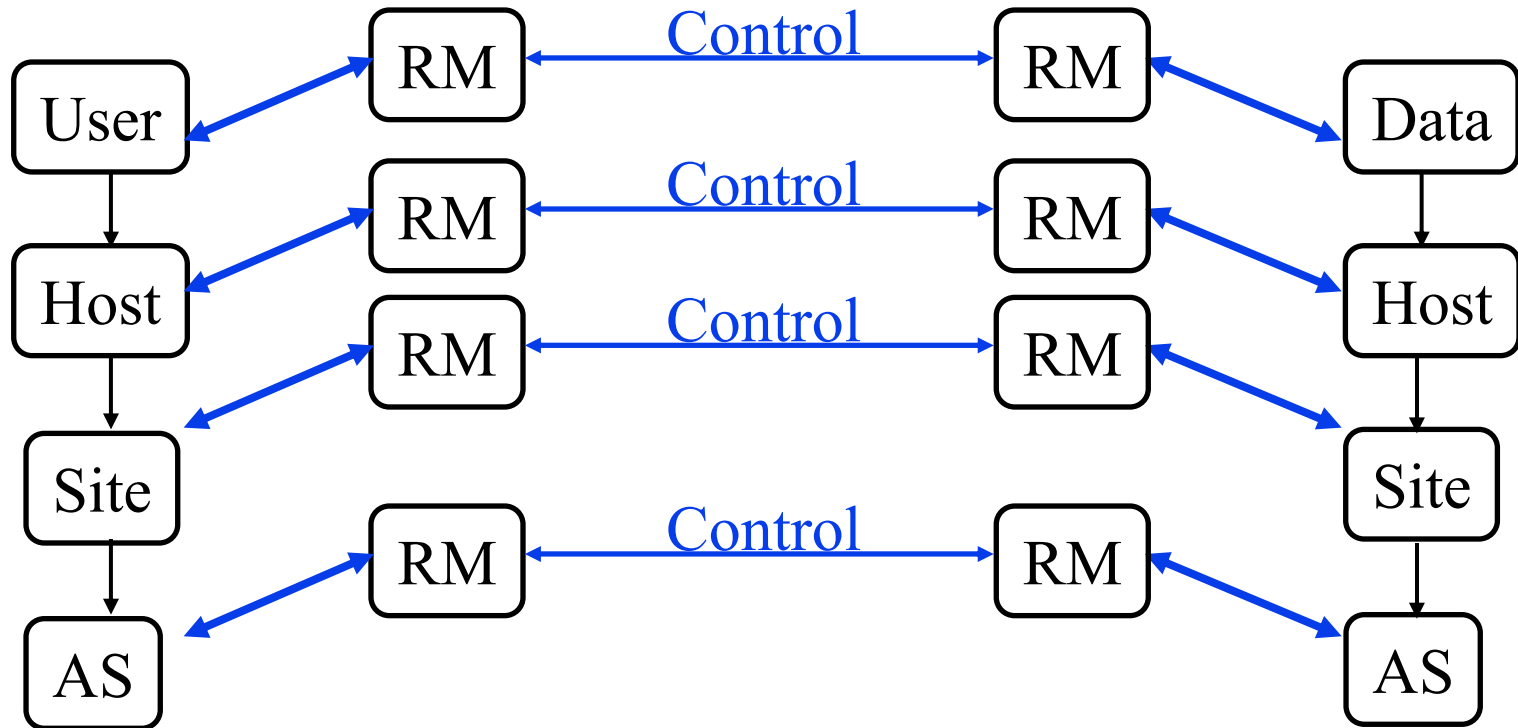 Control
RM
RM
User
Data
Control
RM
RM
Host
Host
Control
RM
RM
Site
Site
Control
RM
RM
AS
AS